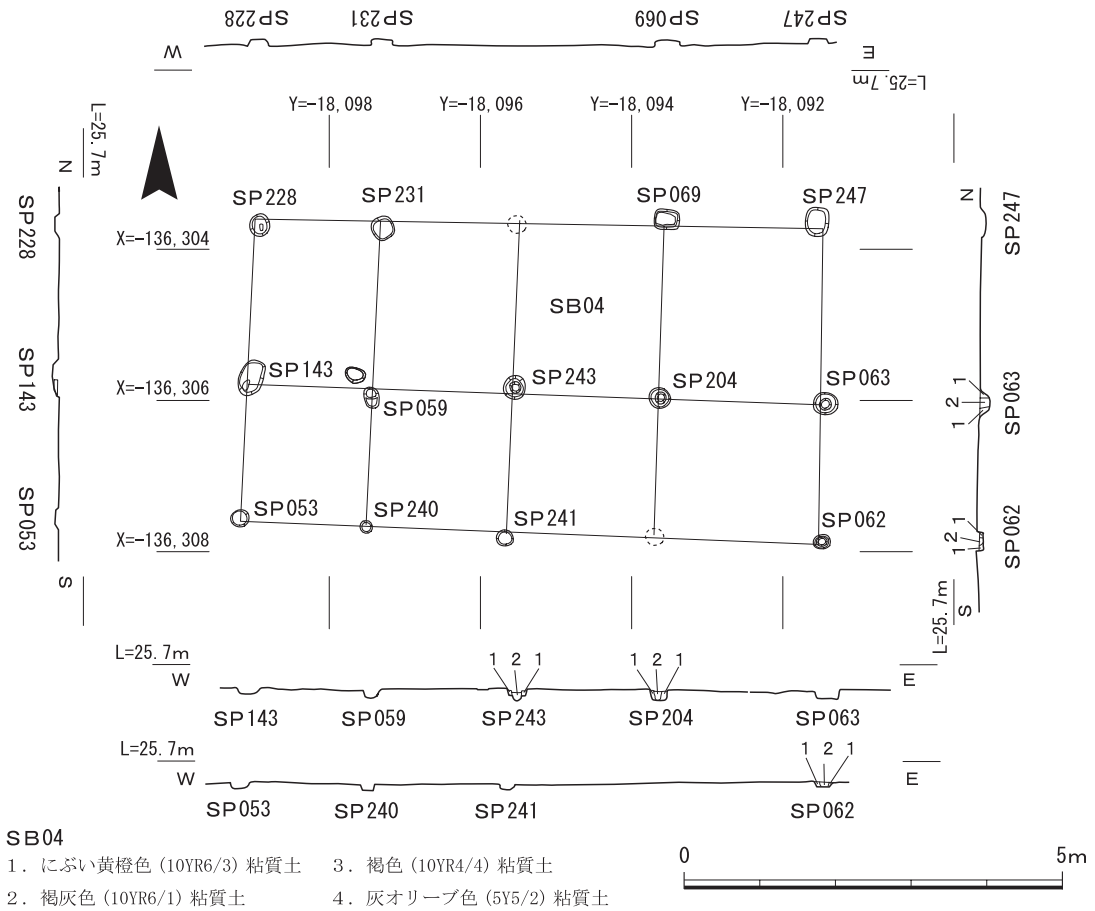 SP228 SP231 SP069 SP247
W E
L=25.7m
Y=-18,098 Y=-18,096 Y=-18,094 Y=-18,092
L=25.7m
N
N
SP228 SP231 SP069 SP247
SP228
SP247
X=-136,304
SB04
SP143
SP143 SP243 SP204 SP063
X=-136,306
SP059
1
2
1
SP063
SP053
SP053 SP240 SP241 SP062
X=-136,308
1
2
1
SP062
S
S
L=25.7m
L=25.7m
W 1 2 1 1 2 1 E
SP143 SP059 SP243 SP204 SP063
L=25.7m
W 1 2 1 E
SP053 SP240 SP241 SP062
SB04
1. にぶい黄橙色 (10YR6/3) 粘質土 3. 褐色 (10YR4/4) 粘質土
2. 褐灰色 (10YR6/1) 粘質土 4. 灰オリーブ色 (5Y5/2) 粘質土
0 5m